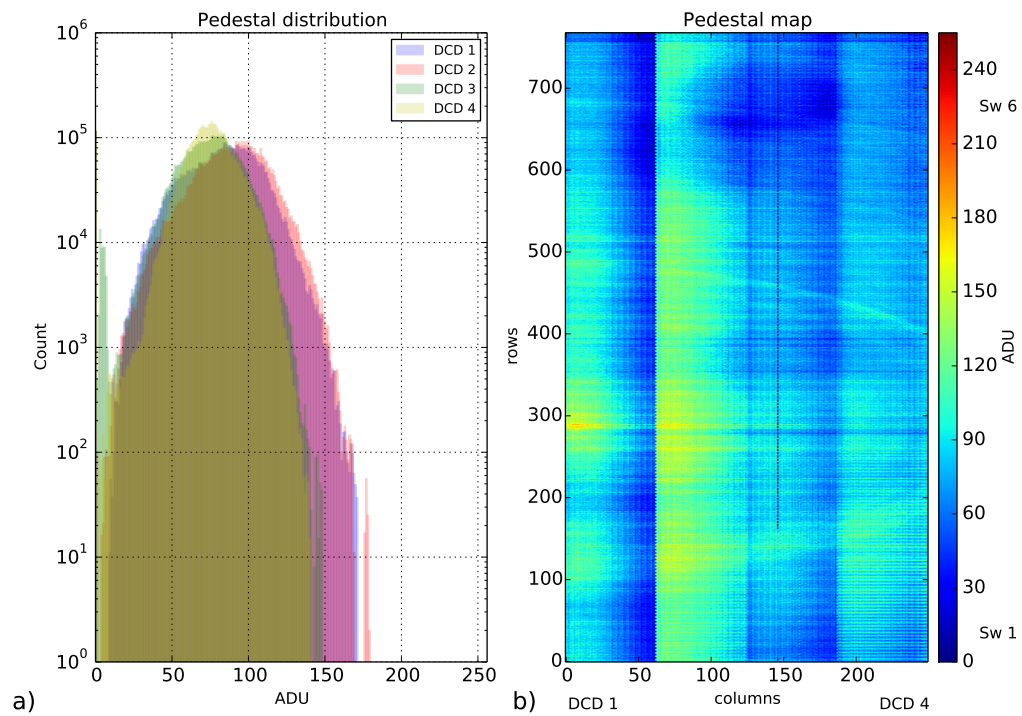 Pedestal distribution
10^6
10^5
10^4
10^3
10^2
10^1
10^0
Count
DCD 1
DCD 2
DCD 3
DCD 4
0 50 100 150 200 250
ADU
a)
Pedestal map
700
600
500
400
300
200
100
0
rows
0 50 100 150 200
columns
DCD 1
DCD 4
b)
240
Sw 6
210
180
150
120
90
60
30
Sw 1
0
ADU